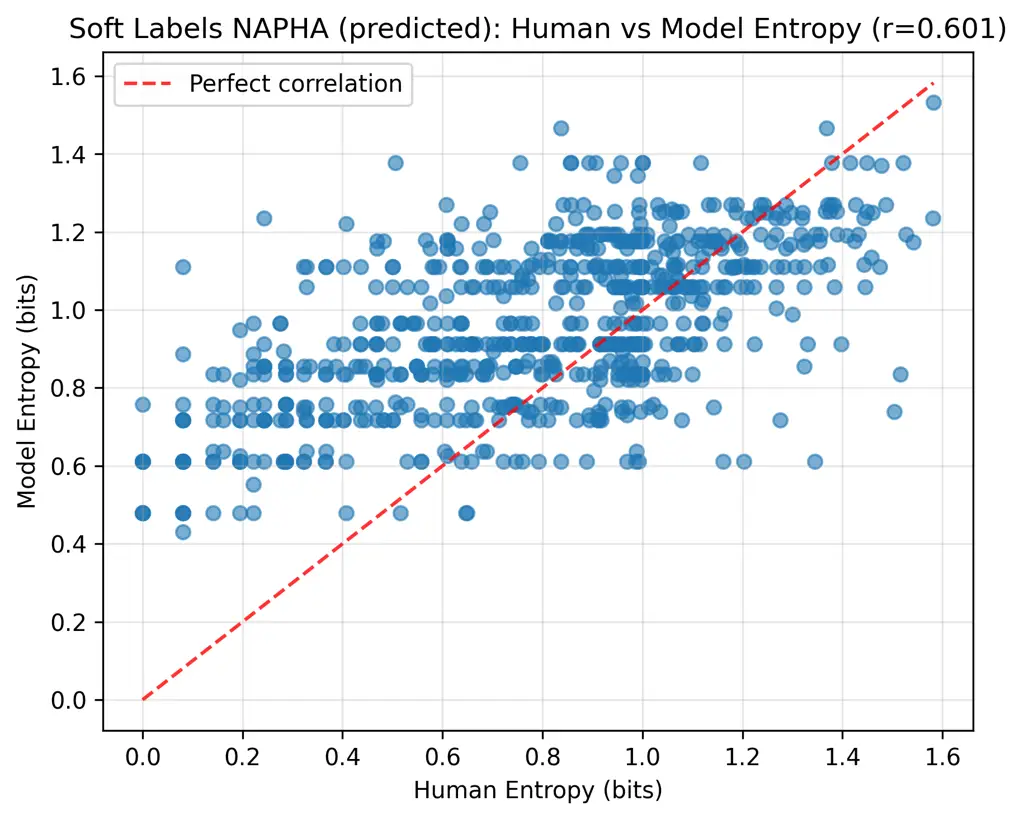 Soft Labels NAPHA (predicted): Human vs Model Entropy (r=0.601)
Perfect correlation
Model Entropy (bits)
1.6
1.4
1.2
1.0
0.8
0.6
0.4
0.2
0.0
0.0 0.2 0.4 0.6 0.8 1.0 1.2 1.4 1.6
Human Entropy (bits)